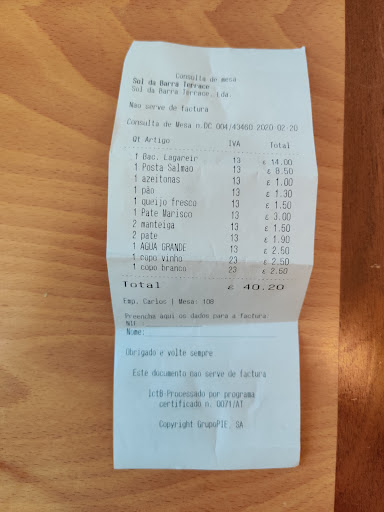 Consulta de mesa
Sol da Barra Terrace
Sol da Barra Terrace, Lda.
Nao serve de factura
Consulta de Mesa n.DC 004/43460 2020-02-20
Qt Artigo IVA Total
1 Bac. Lagareir 13 € 14.00
1 Posta Salmao 13 € 8.50
1 azeitonas 13 € 1.00
1 pão 13 € 1.30
1 queijo fresco 13 € 1.50
1 Pate Marisco 13 € 3.00
2 manteiga 13 € 1.60
2 pate 13 € 1.90
1 AGUA GRANDE 13 € 2.50
1 copo vinho 23 € 2.50
1 copo branco 23 € 2.50
Total € 40.20
Emp. Carlos | Mesa: 108
Preencha aqui os dados para a factura
Nif:
Nome:
Obrigado e volte sempre
Este documento nao serve de factura
IctB-Processado por programa
certificado n. 0071/AT
Copyright GrupoPIE, SA